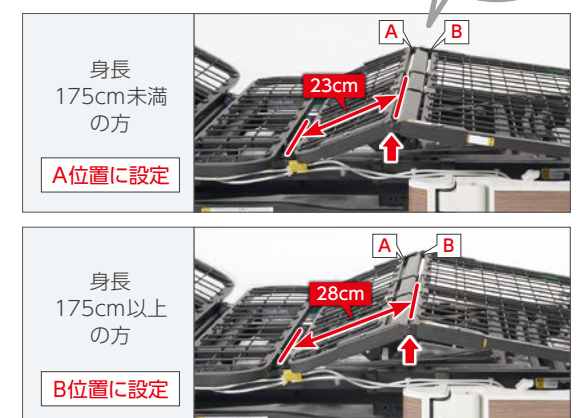 身長
175cm未満
の方
A位置に設定
A
B
23cm
身長
175cm以上
の方
B位置に設定
A
B
28cm